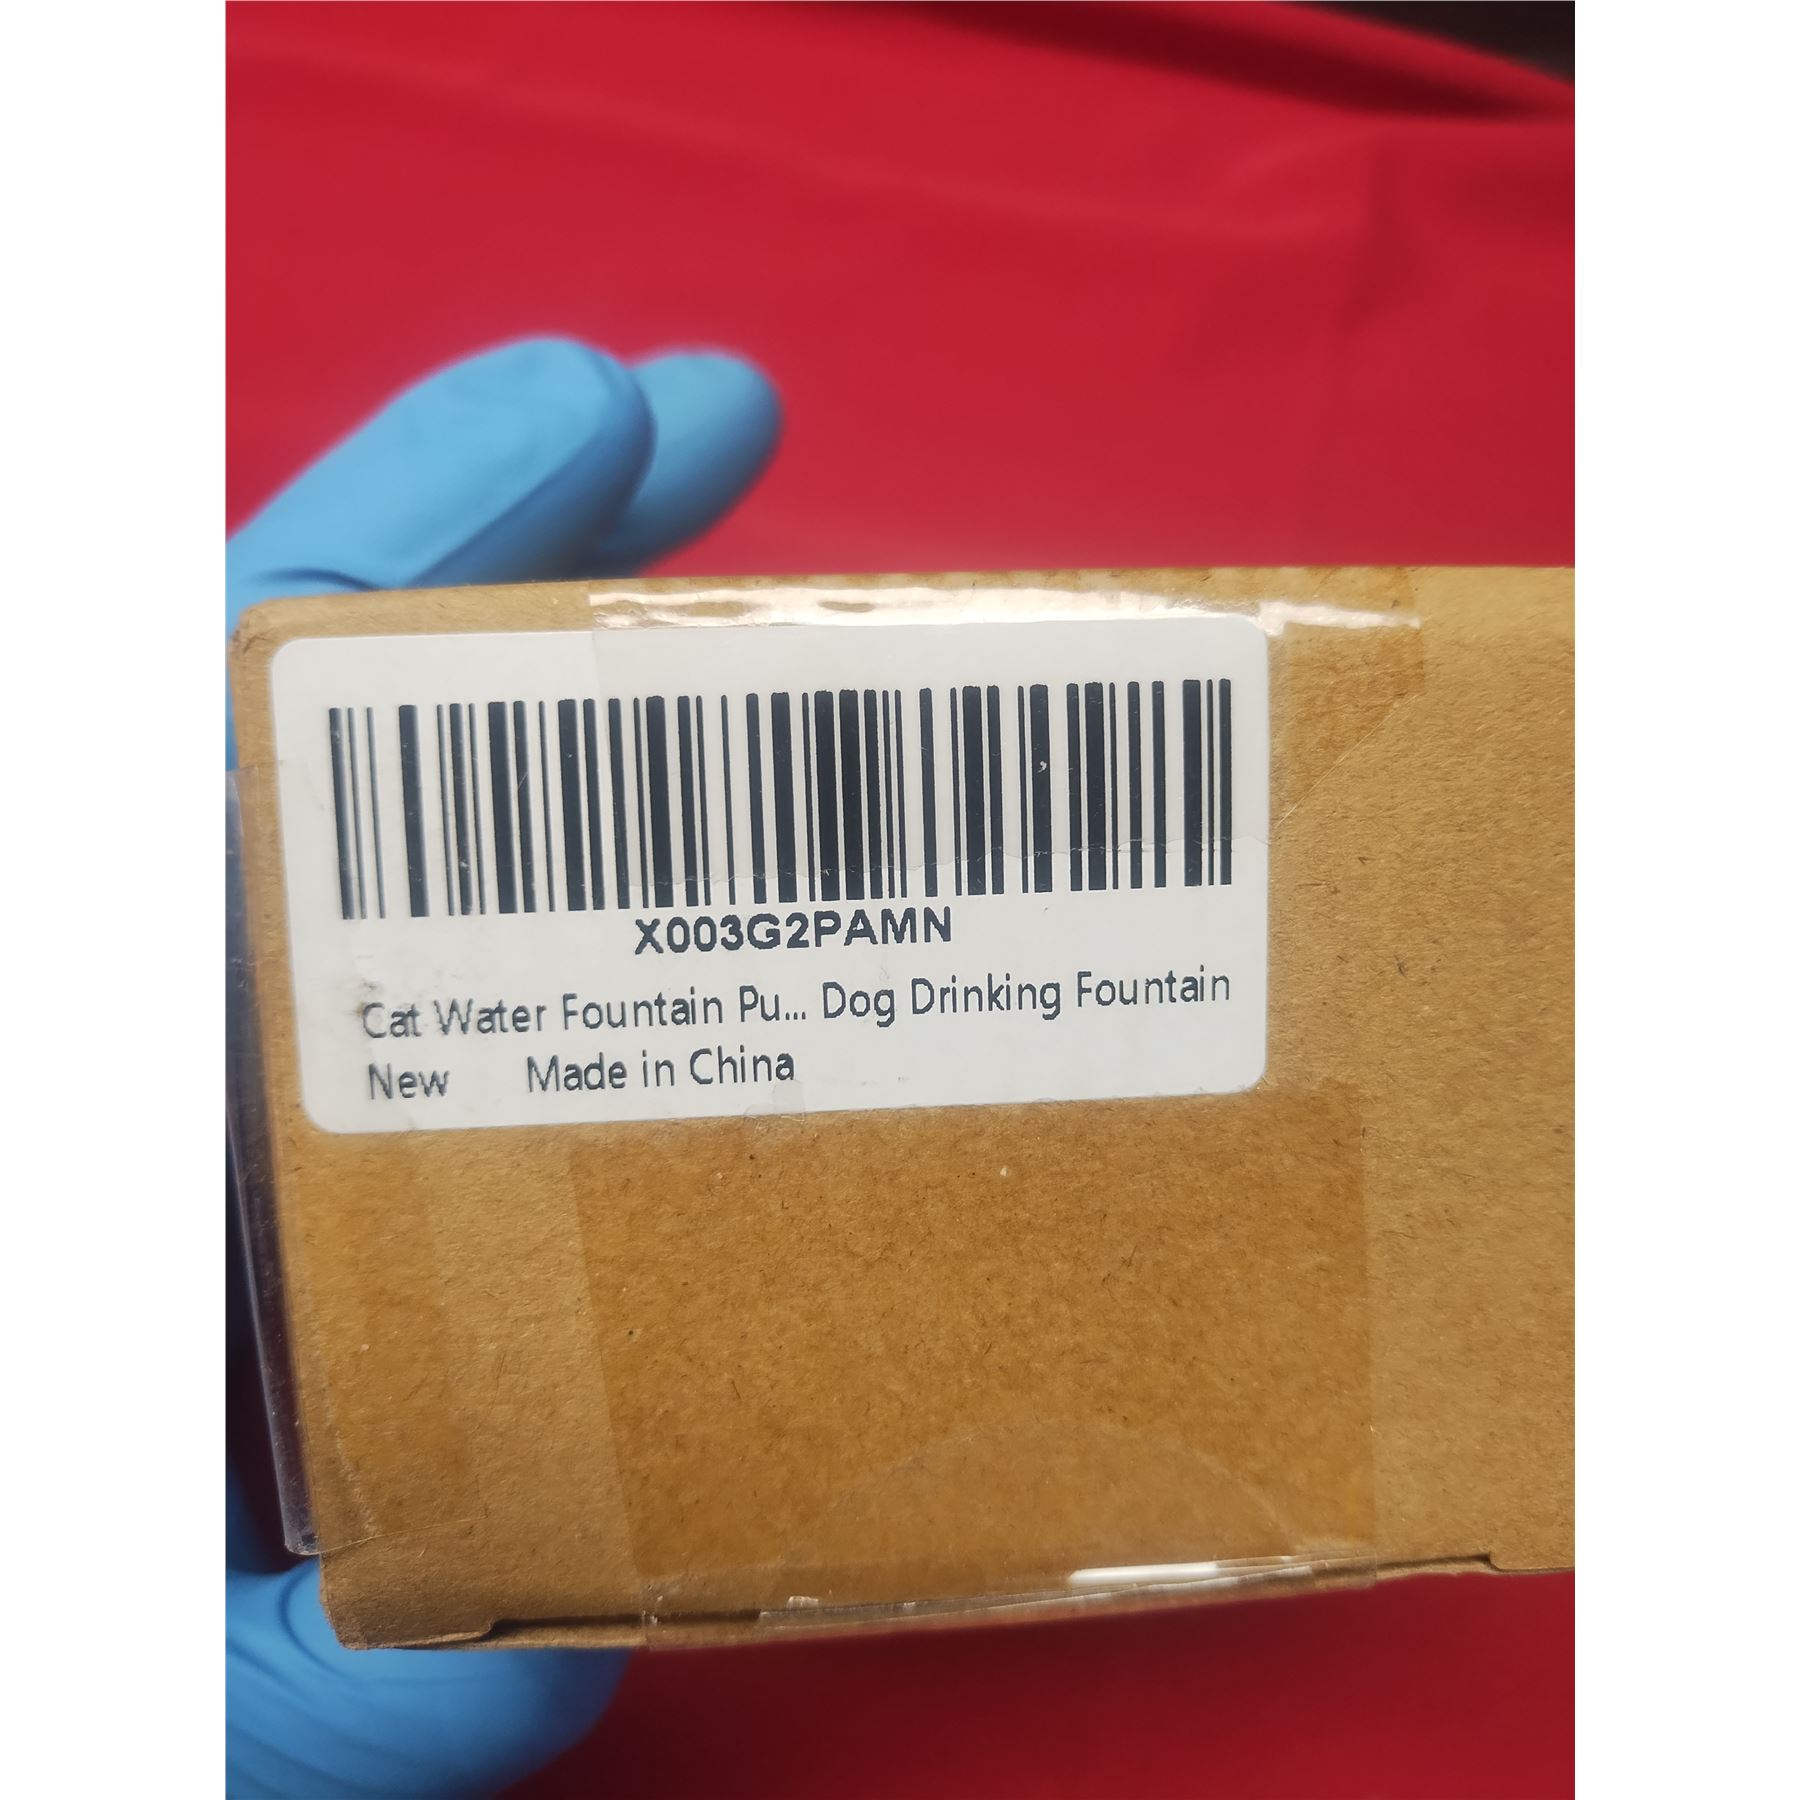 X003G2PAMN
Cat Water Fountain Pu... Dog Drinking Fountain
New Made in China